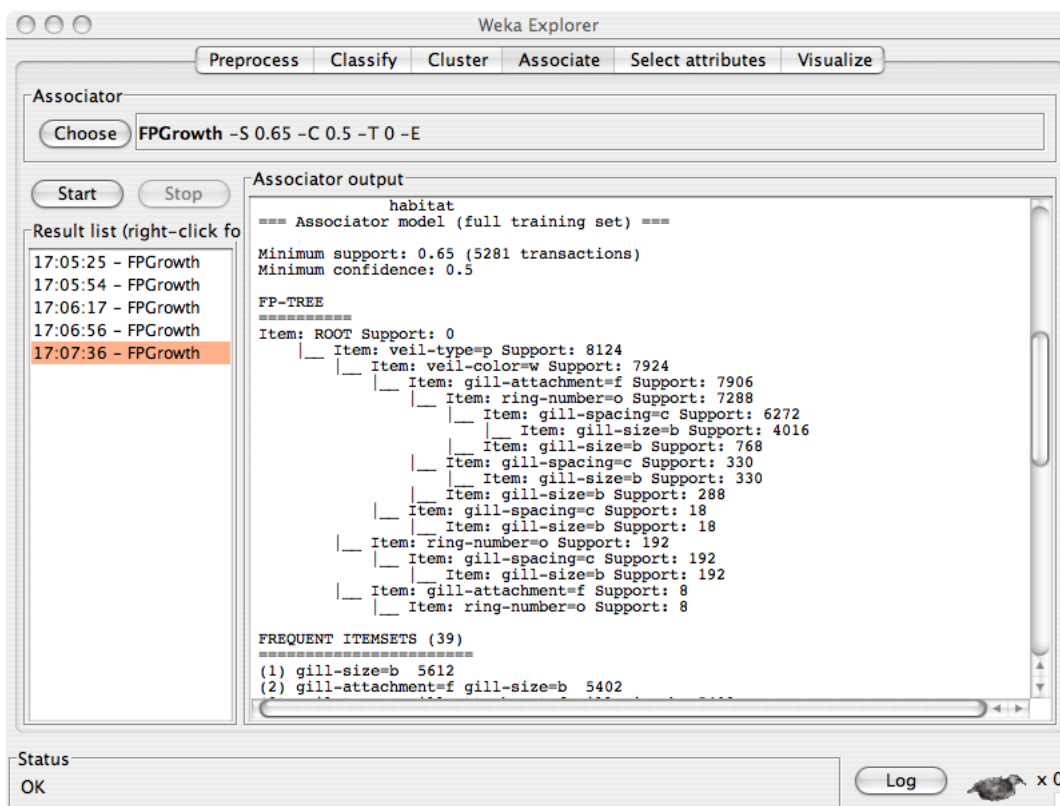 Weka Explorer
Preprocess Classify Cluster Associate Select attributes Visualize
Associator
Choose FPGrowth -S 0.65 -C 0.5 -T 0 -E
Start Stop
Result list (right-click fo
17:05:25 - FPGrowth
17:05:54 - FPGrowth
17:06:17 - FPGrowth
17:06:56 - FPGrowth
17:07:36 - FPGrowth
Associator output
habitat
=== Associator model (full training set) ===
Minimum support: 0.65 (5281 transactions)
Minimum confidence: 0.5
FP-TREE
==========
Item: ROOT Support: 0
|__ Item: veil-type=p Support: 8124
|__ Item: veil-color=w Support: 7924
|__ Item: gill-attachment=f Support: 7906
|__ Item: ring-number=o Support: 7288
|__ Item: gill-spacing=c Support: 6272
|__ Item: gill-size=b Support: 4016
|__ Item: gill-size=b Support: 768
|__ Item: gill-spacing=c Support: 330
|__ Item: gill-size=b Support: 330
|__ Item: gill-size=b Support: 288
|__ Item: gill-spacing=c Support: 18
|__ Item: gill-size=b Support: 18
|__ Item: ring-number=o Support: 192
|__ Item: gill-spacing=c Support: 192
|__ Item: gill-size=b Support: 192
|__ Item: gill-attachment=f Support: 8
|__ Item: ring-number=o Support: 8
FREQUENT ITEMSETS (39)
=======================
(1) gill-size=b 5612
(2) gill-attachment=f gill-size=b 5402
Status
OK
Log
x 0